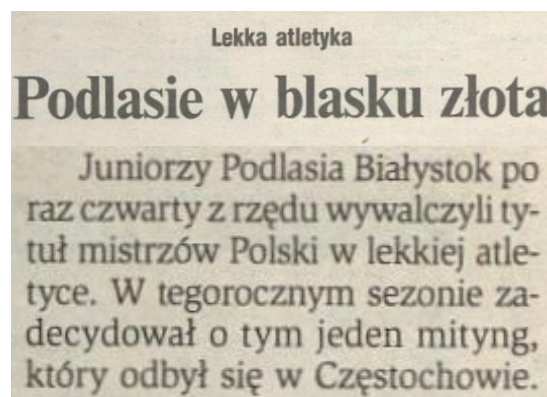 Lekka atletyka
Podlasie w blasku złota
Juniorzy Podlasia Białystok po
raz czwarty z rzędu wywalczyli ty-
tuł mistrzów Polski w lekkiej atle-
tyce. W tegorocznym sezonie za-
decydował o tym jeden mityng,
który odbył się w Częstochowie.